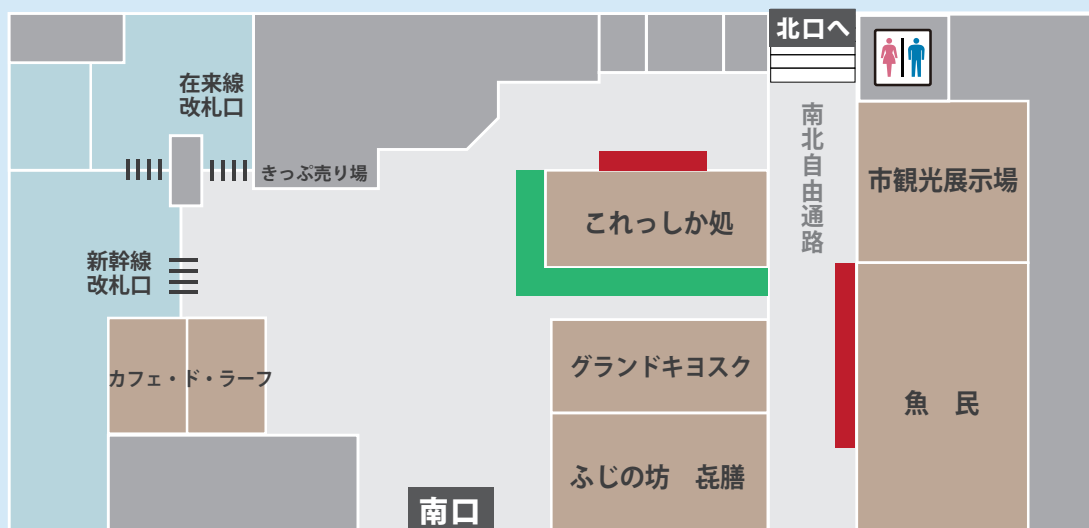 北口へ
在来線
改札口
きっぷ売り場
南北自由通路
市観光展示場
これっしか処
新幹線
改札口
カフェ・ド・ラーフ
グランドキヨスク
魚　民
ふじの坊　㐂膳
南口